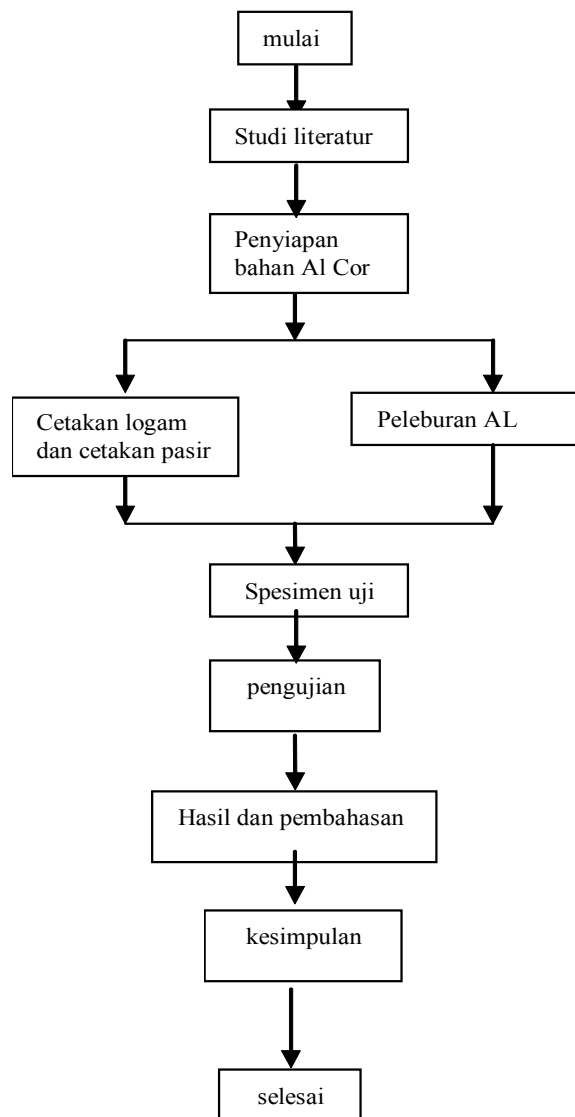 mulai
Studi literatur
Penyiapan
bahan Al Cor
Cetakan logam
dan cetakan pasir
Peleburan AL
Spesimen uji
pengujian
Hasil dan pembahasan
kesimpulan
selesai